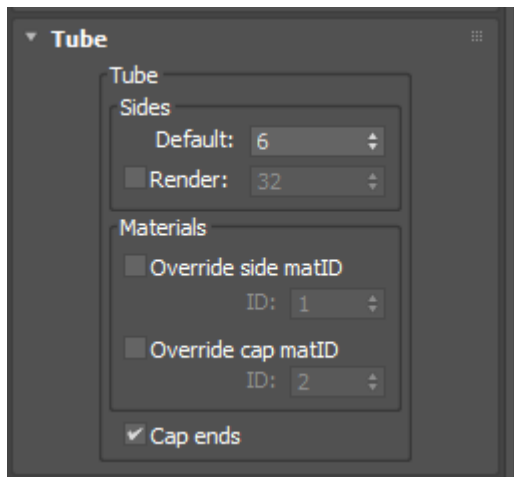 Tube
Tube
Sides
Default: 6
Render: 32
Materials
Override side matID
ID: 1
Override cap matID
ID: 2
Cap ends